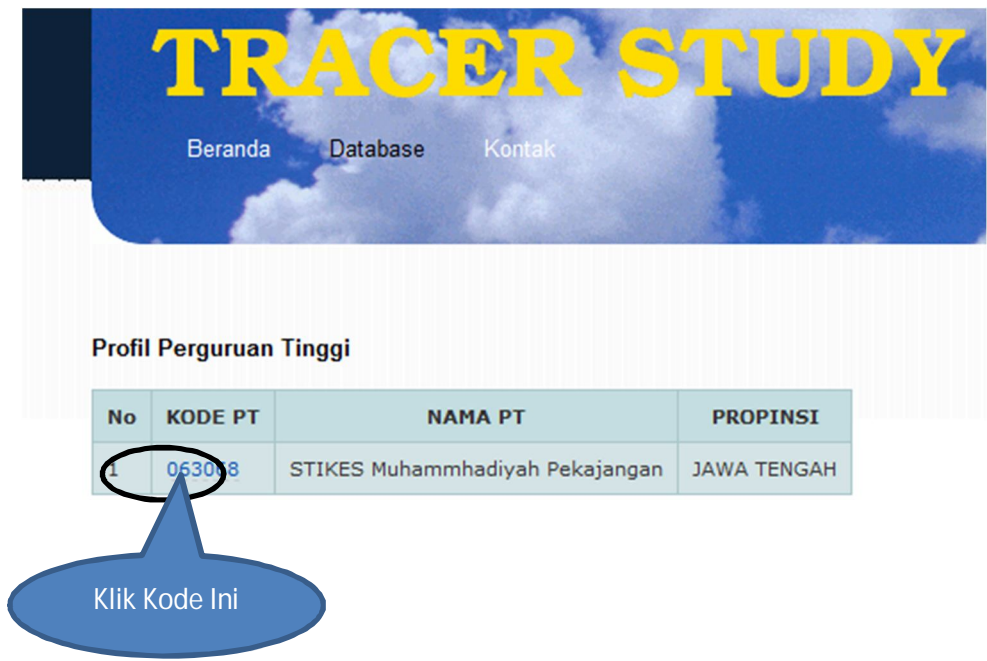 TRACER STUDY
Beranda Database Kontak
Profil Perguruan Tinggi
No KODE PT NAMA PT PROPINSI
1 063068 STIKES Muhammhadiyah Pekajangan JAWA TENGAH
Klik Kode Ini